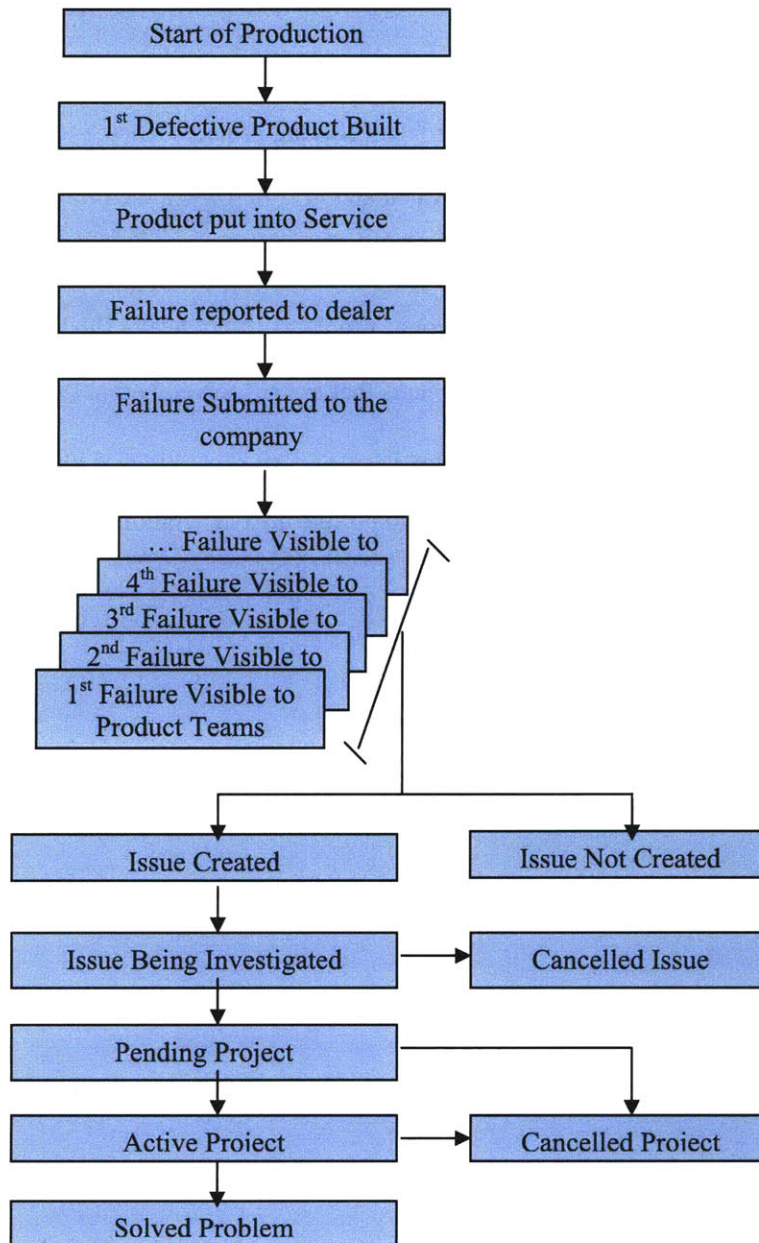 Start of Production
1st Defective Product Built
Product put into Service
Failure reported to dealer
Failure Submitted to the
company
… Failure Visible to
4th Failure Visible to
3rd Failure Visible to
2nd Failure Visible to
1st Failure Visible to
Product Teams
Issue Created
Issue Not Created
Issue Being Investigated
Cancelled Issue
Pending Project
Active Project
Cancelled Project
Solved Problem